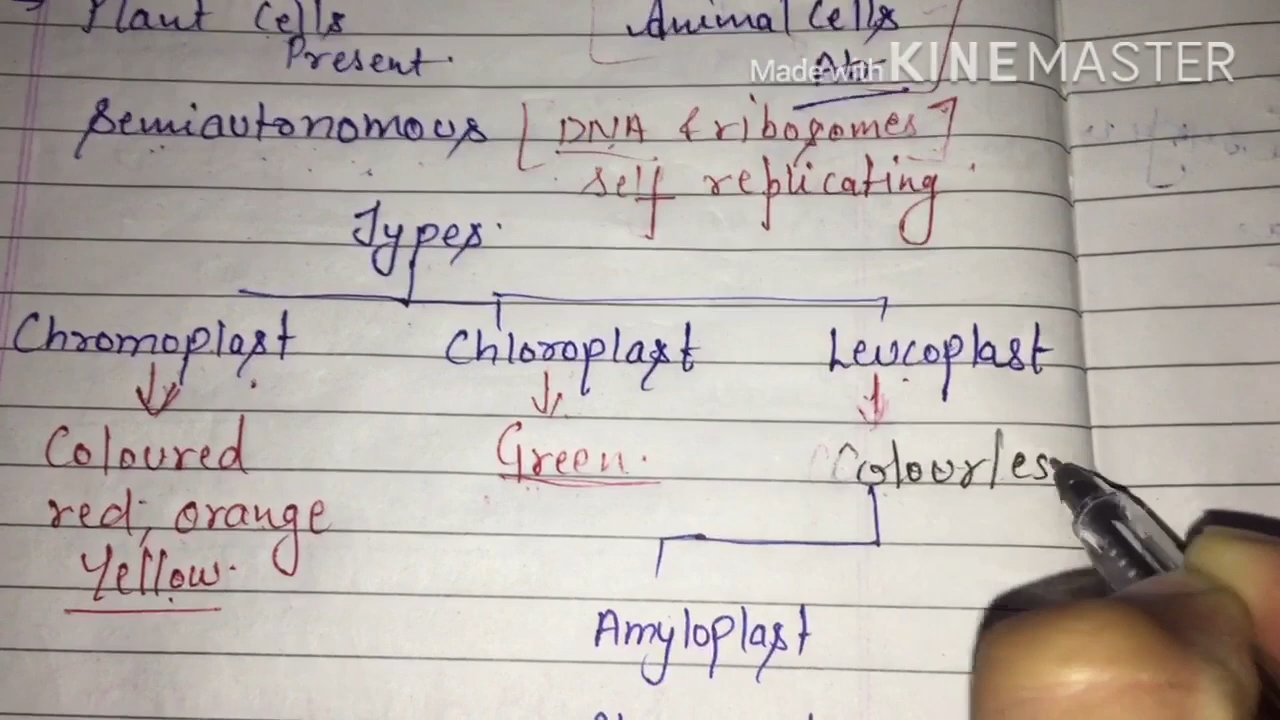 Plant Cells Animal Cells
Present.
Made with KINEMASTER
Semiautonomous [DNA & ribosomes]
self replicating
Types.
Chromoplast Chloroplast Leucoplast
Coloured Green. Colourles
red; orange
Yellow.
Amyloplast